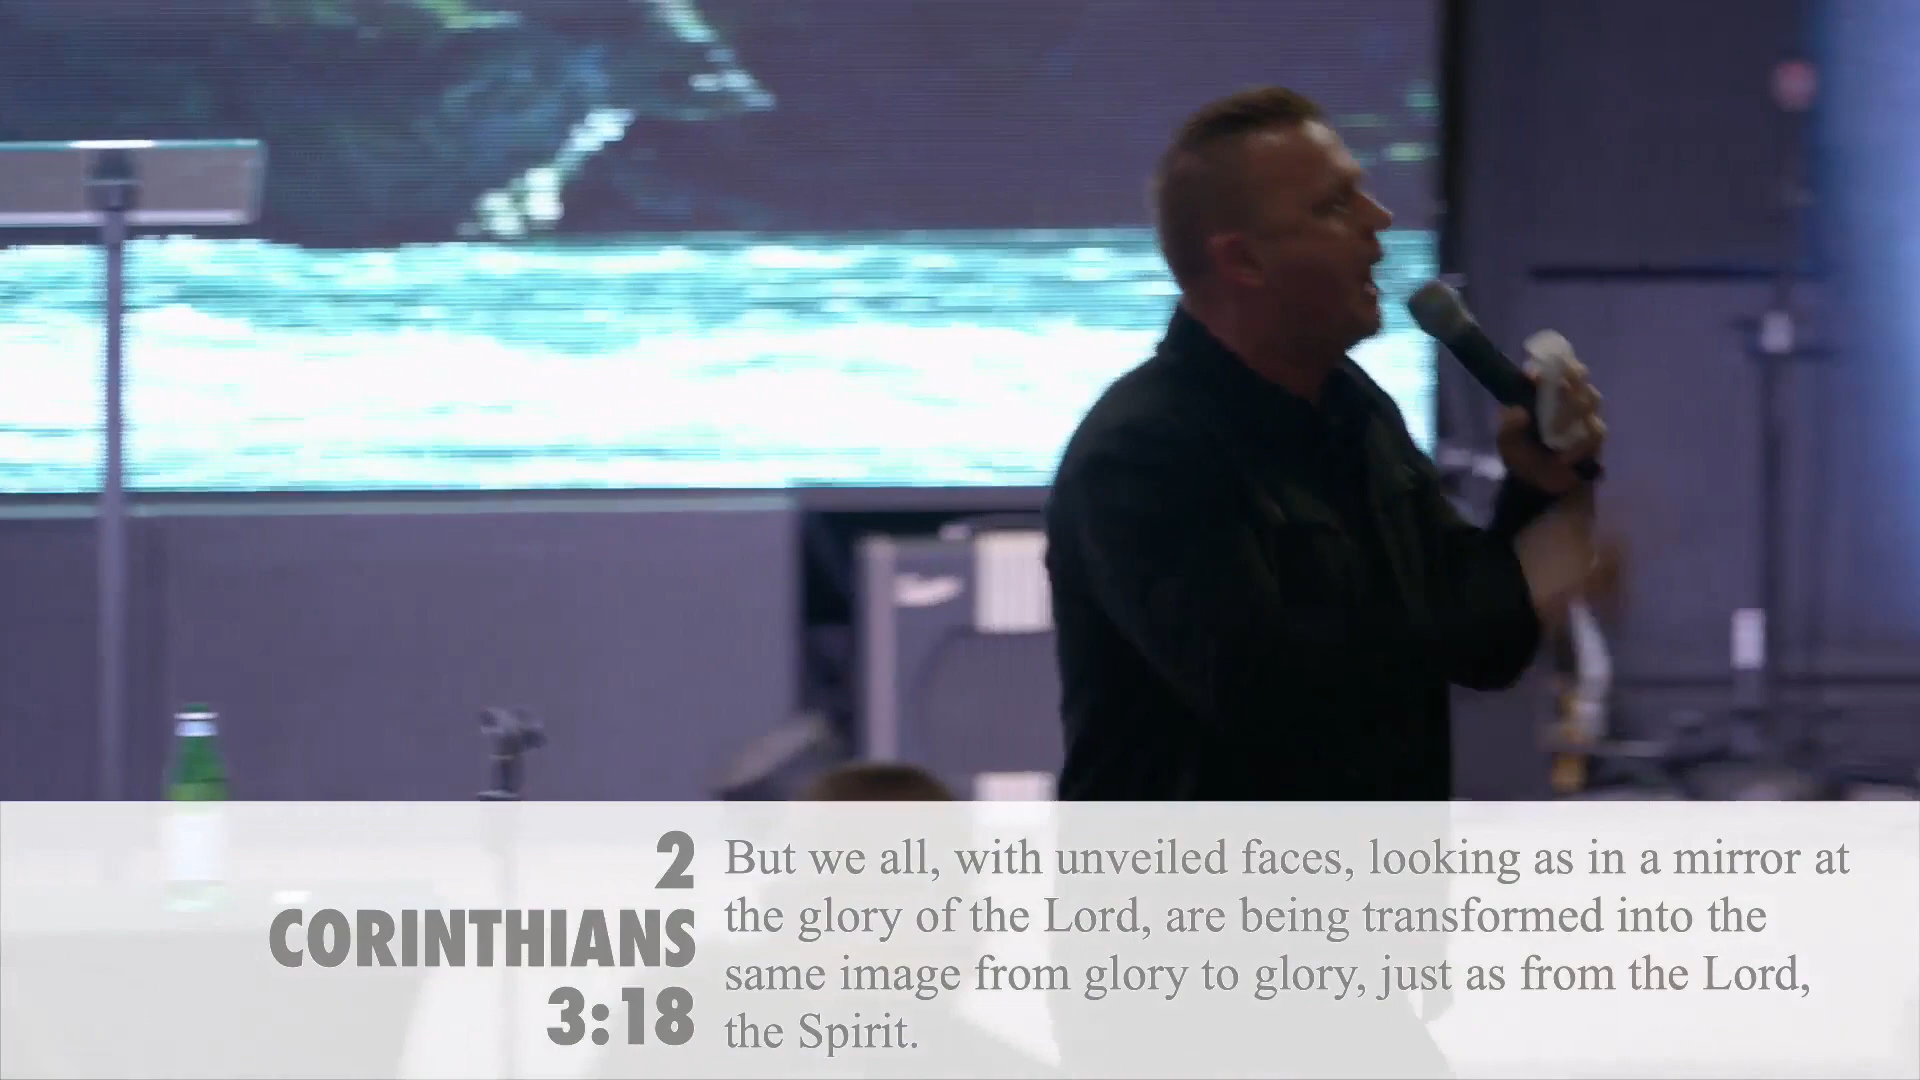 2
CORINTHIANS
3:18
But we all, with unveiled faces, looking as in a mirror at
the glory of the Lord, are being transformed into the
same image from glory to glory, just as from the Lord,
the Spirit.